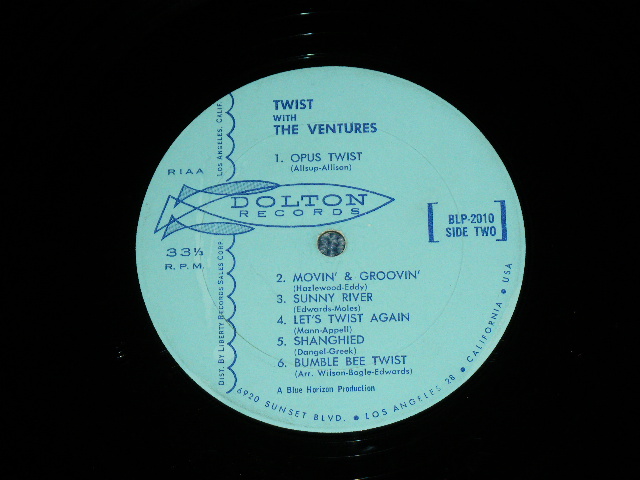 TWIST
WITH
THE VENTURES
1. OPUS TWIST
(Allsup-Allison)
RIAA
DOLTON
RECORDS
33⅓
R.P.M.
[ BLP-2010
SIDE TWO ]
2. MOVIN' & GROOVIN'
(Hazlewood-Eddy)
3. SUNNY RIVER
(Edwards-Moles)
4. LET'S TWIST AGAIN
(Mann-Appell)
5. SHANGHIED
(Dangel-Greek)
6. BUMBLE BEE TWIST
(Arr. Wilson-Bogle-Edwards)
A Blue Horizon Production
DIST. BY LIBERTY RECORDS SALES CORP. LOS ANGELES, CALIF.
6920 SUNSET BLVD. • LOS ANGELES 28 • CALIFORNIA • USA